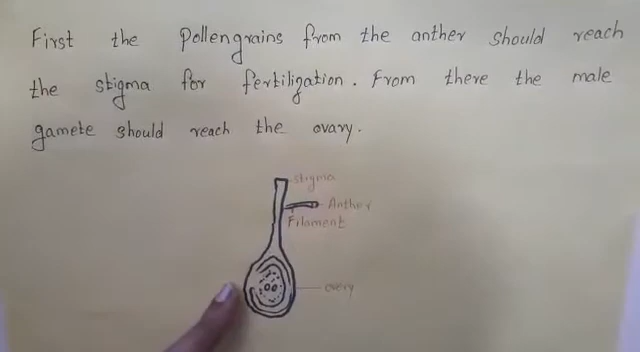 First the pollengrains from the anther should reach
the stigma for fertiligation. From there the male
gamete should reach the ovary.
stigma
Anther
Filament
overy